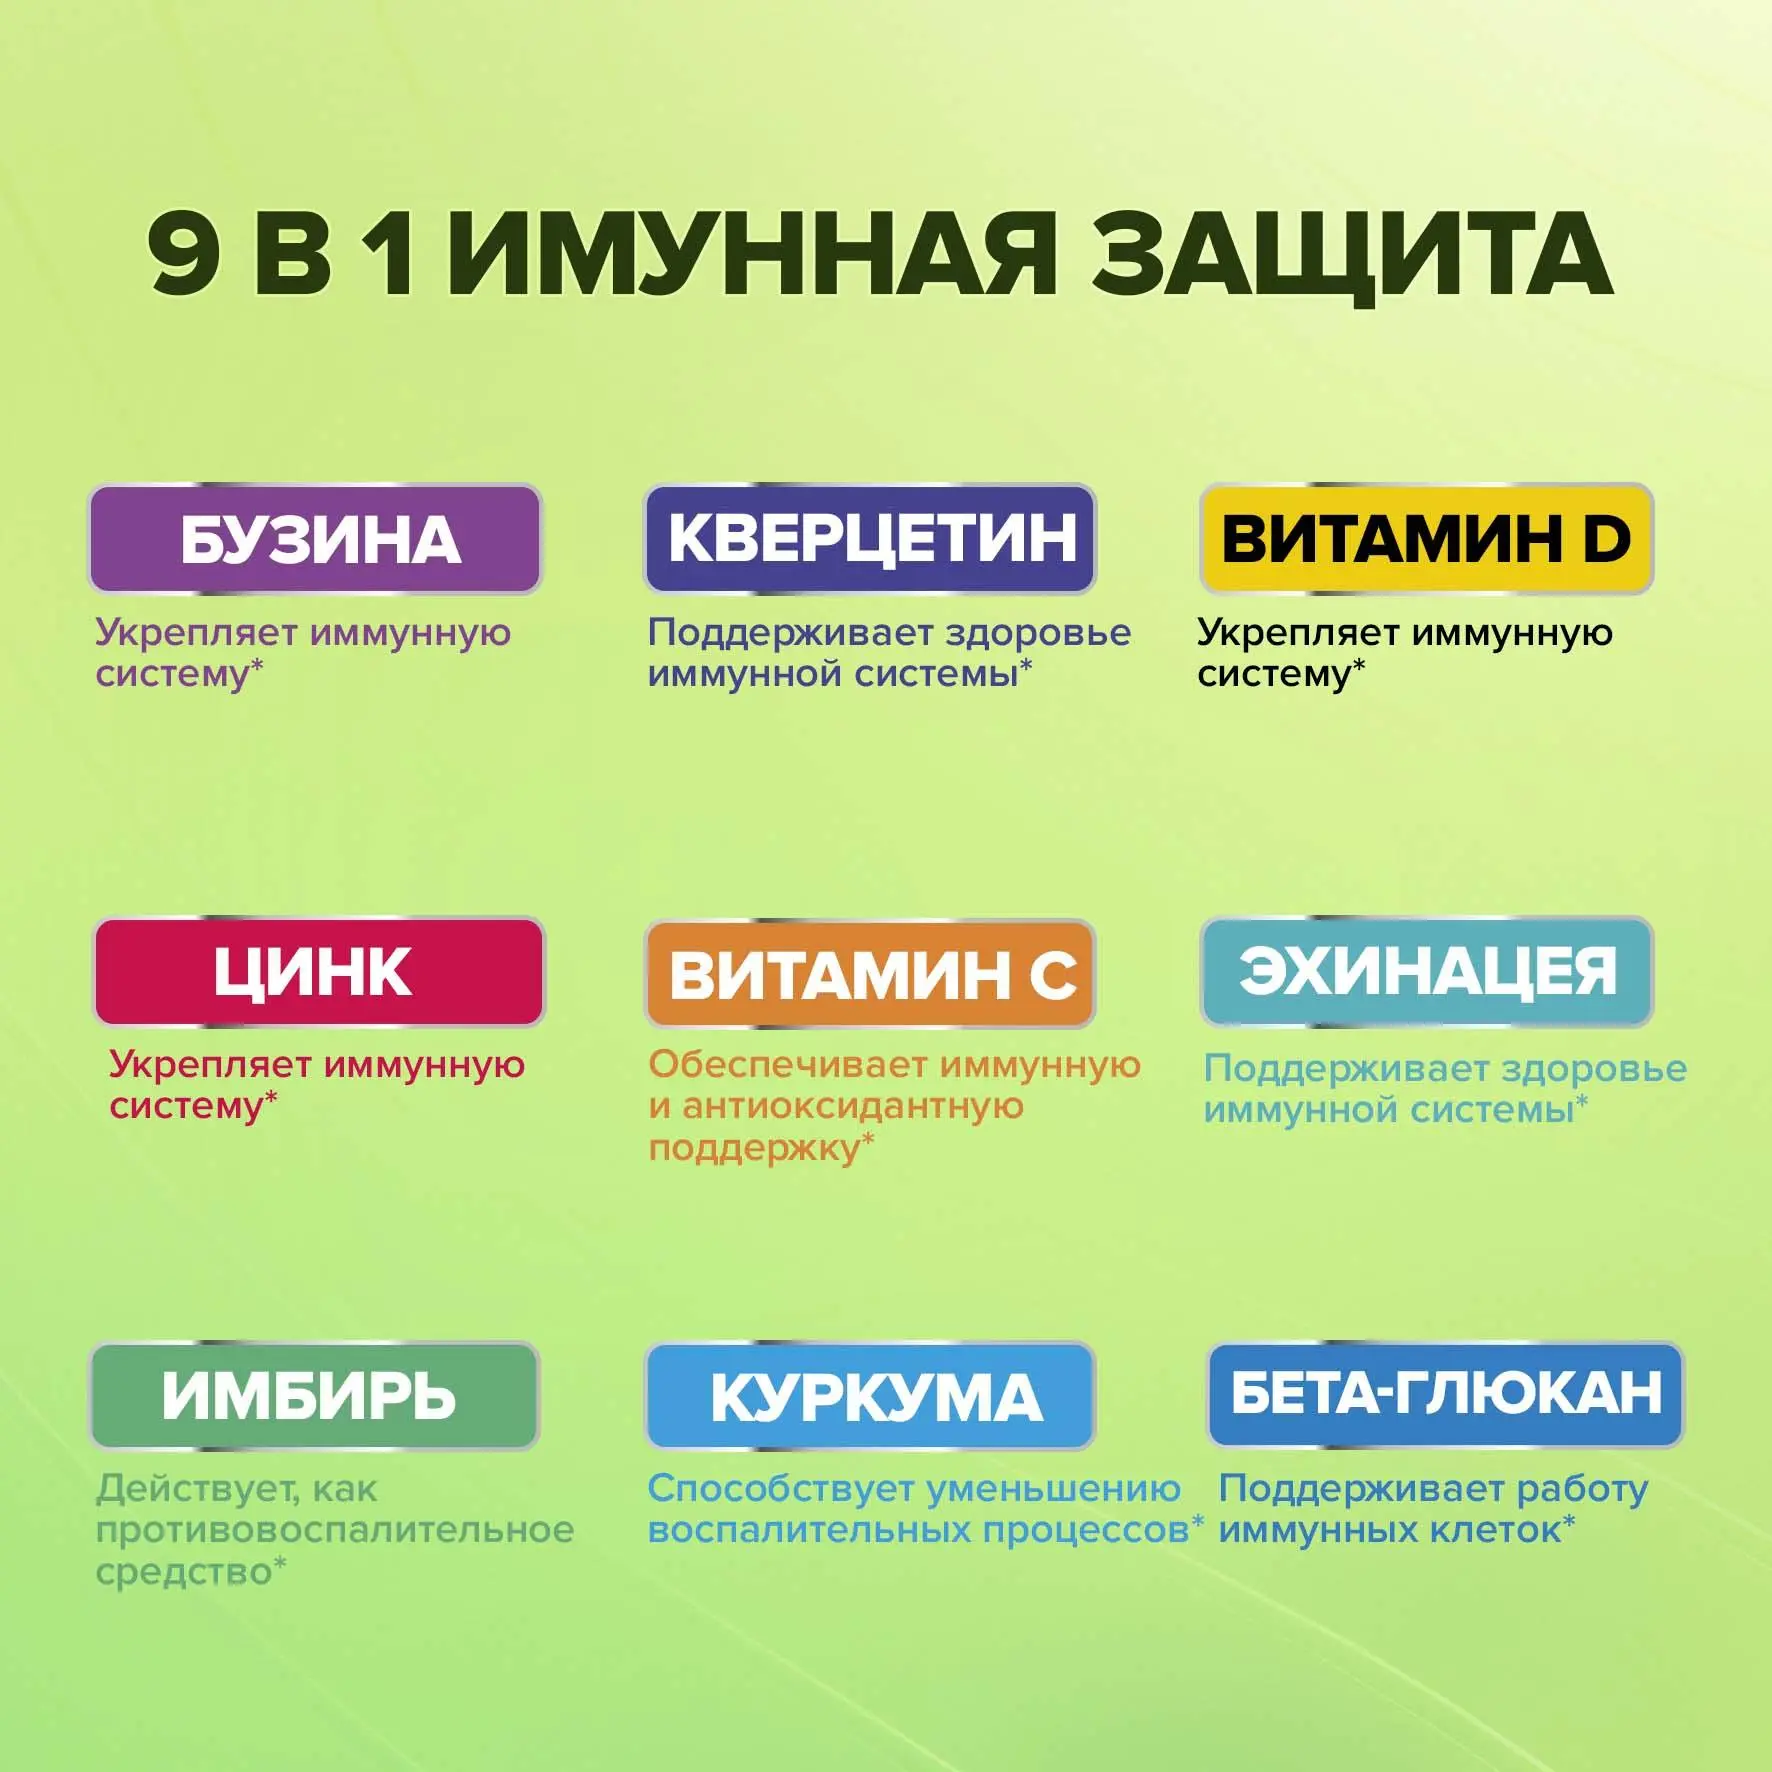 9 В 1 ИМУННАЯ ЗАЩИТА
БУЗИНА
Укрепляет иммунную
систему*
КВЕРЦЕТИН
Поддерживает здоровье
иммунной системы*
ВИТАМИН D
Укрепляет иммунную
систему*
ЦИНК
Укрепляет иммунную
систему*
ВИТАМИН С
Обеспечивает иммунную
и антиоксидантную
поддержку*
ЭХИНАЦЕЯ
Поддерживает здоровье
иммунной системы*
ИМБИРЬ
Действует, как
противовоспалительное
средство*
КУРКУМА
Способствует уменьшению
воспалительных процессов*
БЕТА-ГЛЮКАН
Поддерживает работу
иммунных клеток*